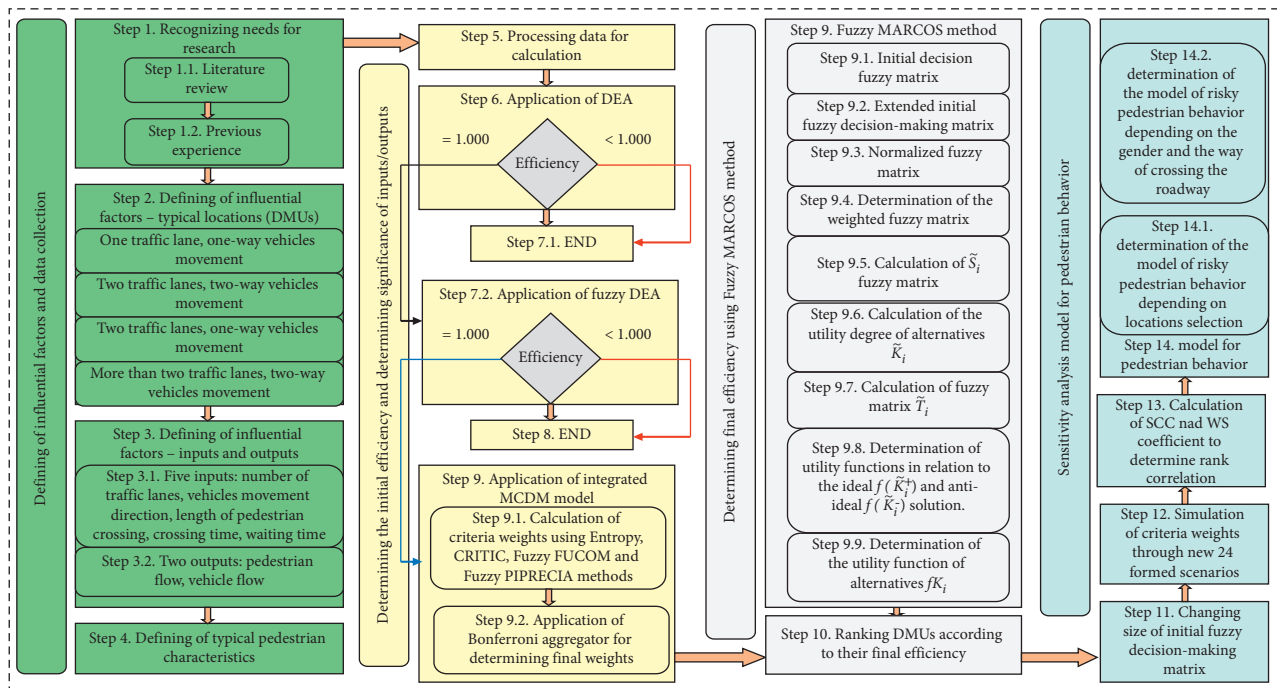 Defining of influential factors and data collection
Step 1. Recognizing needs for
research
Step 1.1. Literature
review
Step 1.2. Previous
experience
Step 2. Defining of influential
factors – typical locations (DMUs)
One traffic lane, one-way vehicles
movement
Two traffic lanes, two-way vehicles
movement
Two traffic lanes, one-way vehicles
movement
More than two traffic lanes, two-way
vehicles movement
Step 3. Defining of influential
factors – inputs and outputs
Step 3.1. Five inputs: number of
traffic lanes, vehicles movement
direction, length of pedestrian
crossing, crossing time, waiting time
Step 3.2. Two outputs: pedestrian
flow, vehicle flow
Step 4. Defining of typical pedestrian
characteristics
Determining the initial efficiency and determining significance of inputs/outputs
Step 5. Processing data for
calculation
Step 6. Application of DEA
= 1.000
Efficiency
< 1.000
Step 7.1. END
Step 7.2. Application of fuzzy DEA
= 1.000
Efficiency
< 1.000
Step 8. END
Step 9. Application of integrated
MCDM model
Step 9.1. Calculation of
criteria weights using Entropy,
CRITIC, Fuzzy FUCOM and
Fuzzy PIPRECIA methods
Step 9.2. Application of
Bonferroni aggregator for
determining final weights
Determining final efficiency using Fuzzy MARCOS method
Step 9. Fuzzy MARCOS method
Step 9.1. Initial decision
fuzzy matrix
Step 9.2. Extended initial
fuzzy decision-making matrix
Step 9.3. Normalized fuzzy
matrix
Step 9.4. Determination of the
weighted fuzzy matrix
Step 9.5. Calculation of S̃i
fuzzy matrix
Step 9.6. Calculation of the
utility degree of alternatives
K̃i
Step 9.7. Calculation of fuzzy
matrix T̃i
Step 9.8. Determination of
utility functions in relation to
the ideal f ( K̃i+) and anti-
ideal f ( K̃i-) solution.
Step 9.9. Determination of
the utility function of
alternatives fKi
Step 10. Ranking DMUs according
to their final efficiency
Sensitivity analysis model for pedestrian behavior
Step 14.2.
determination of
the model of risky
pedestrian behavior
depending on the
gender and the way
of crossing the
roadway
Step 14.1.
determination of the
model of risky
pedestrian behavior
depending on
locations selection
Step 14. model for
pedestrian behavior
Step 13. Calculation
of SCC nad WS
coefficient to
determine rank
correlation
Step 12. Simulation
of criteria weights
through new 24
formed scenarios
Step 11. Changing
size of initial fuzzy
decision-making
matrix